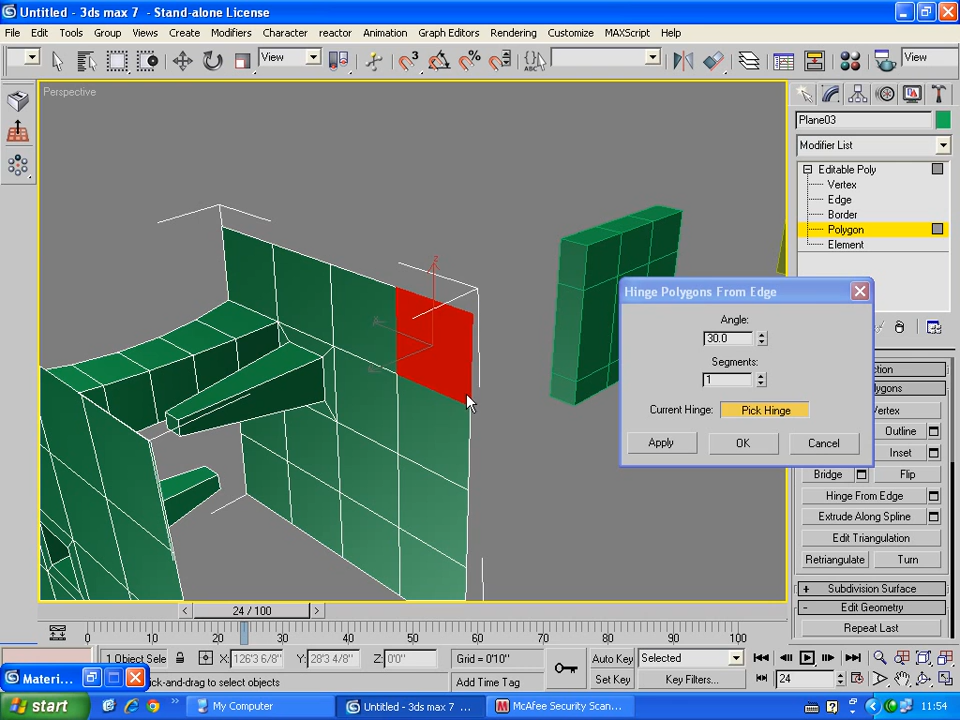 Untitled - 3ds max 7 - Stand-alone License
File Edit Tools Group Views Create Modifiers Character reactor Animation Graph Editors Rendering Customize MAXScript Help
View
View
Perspective
z
Plane03
Modifier List
Editable Poly
Vertex
Edge
Border
Polygon
Element
Hinge Polygons From Edge
Angle:
30.0
Segments:
1
Current Hinge: Pick Hinge
Apply OK Cancel
Outline
Inset
Bridge Flip
Hinge From Edge
Extrude Along Spline
Edit Triangulation
Retriangulate Turn
+ Subdivision Surface
- Edit Geometry
Repeat Last
< 24 / 100 >
0 10 20 30 40 50 60 70 80 90 100
1 Object Sele X: 126'3 6/8" Y: 28'3 4/8" Z: 0'0" Grid = 0'10" Auto Key Selected
Materi... ick-and-drag to select objects Add Time Tag Set Key Key Filters... 24
start My Computer Untitled - 3ds max 7 ... McAfee Security Scan... 11:54